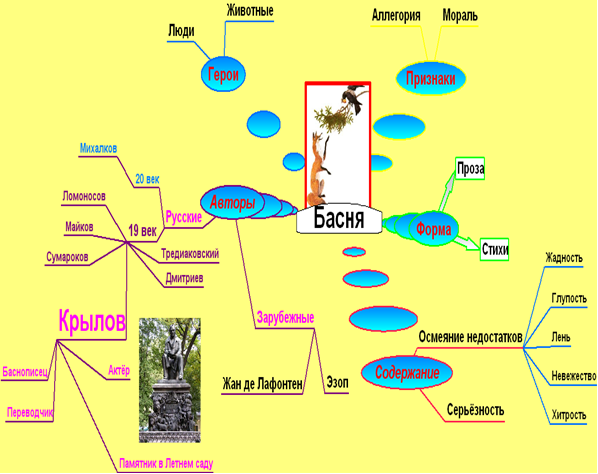 Животные
Люди
Герои
Аллегория
Мораль
Признаки
Михалков
20 век
Ломоносов
Майков
Сумароков
19 век
Русские
Авторы
Тредиаковский
Дмитриев
Басня
Проза
Форма
Стихи
Крылов
Баснописец
Актёр
Переводчик
Памятник в Летнем саду
Зарубежные
Жан де Лафонтен
Эзоп
Осмеяние недостатков
Содержание
Серьёзность
Жадность
Глупость
Лень
Невежество
Хитрость